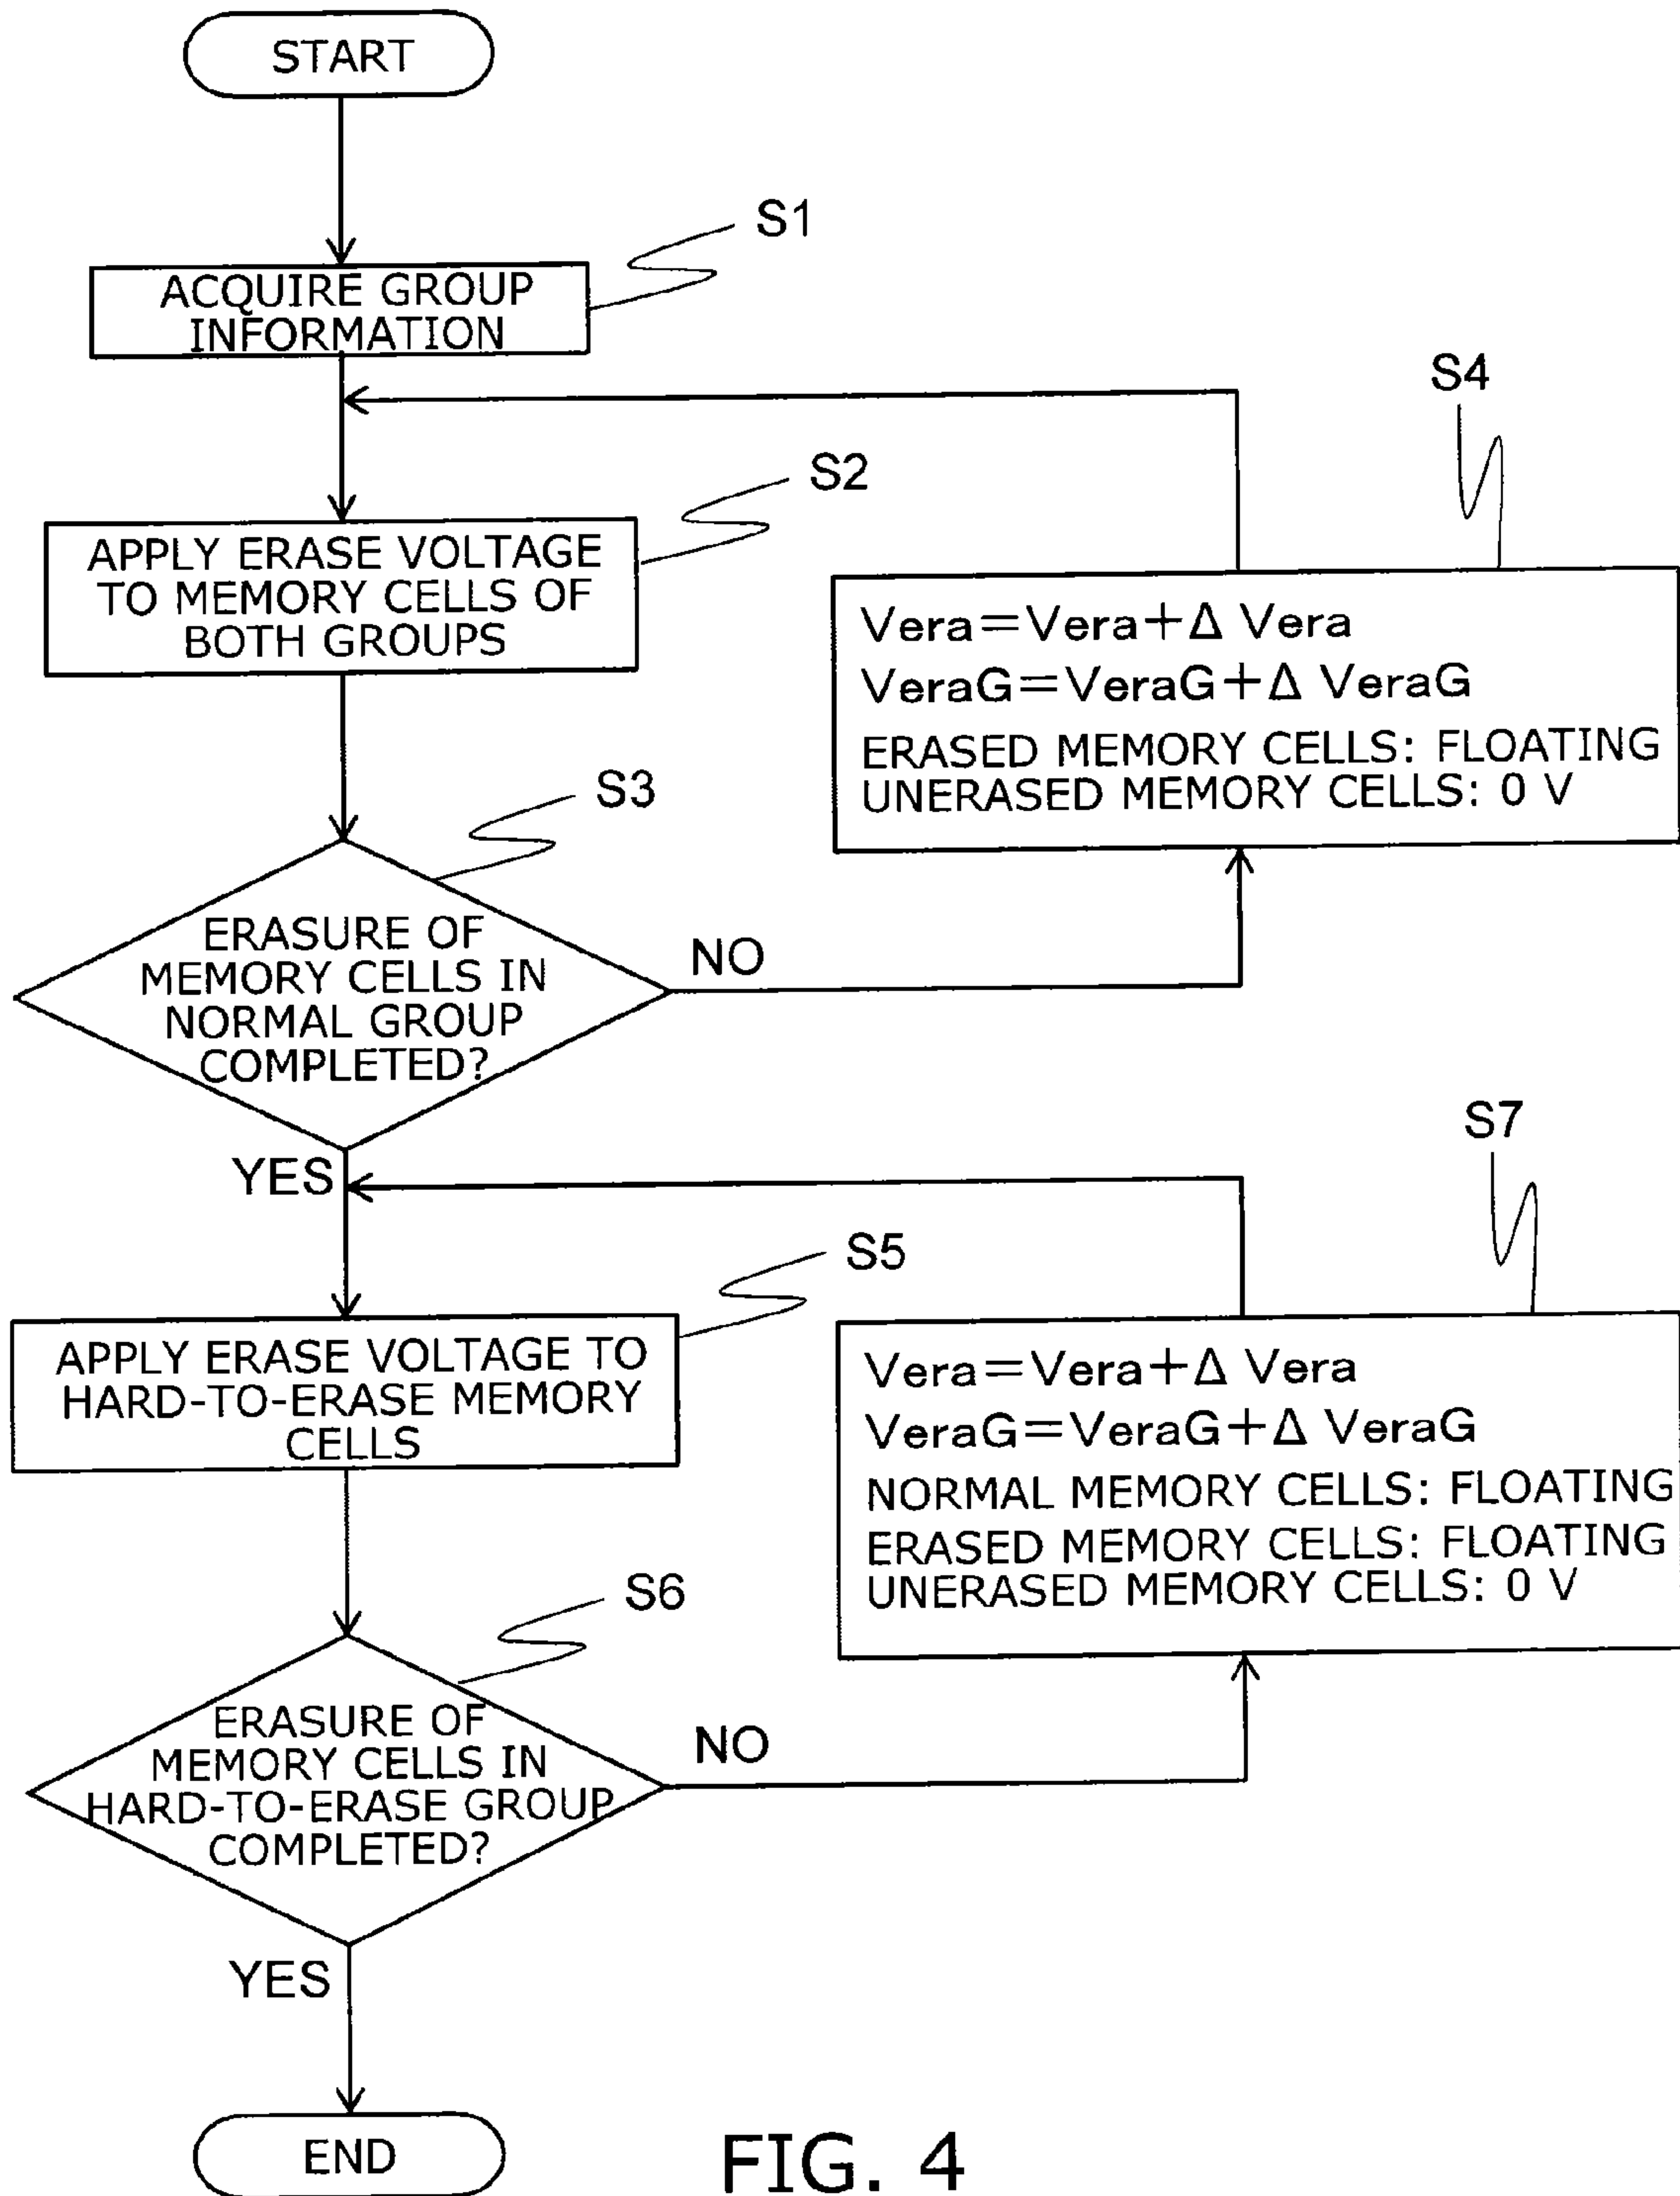 START
S1
ACQUIRE GROUP
INFORMATION
S4
S2
APPLY ERASE VOLTAGE
TO MEMORY CELLS OF
BOTH GROUPS
Vera=Vera+Δ Vera
VeraG=VeraG+Δ VeraG
ERASED MEMORY CELLS: FLOATING
UNERASED MEMORY CELLS: 0 V
S3
ERASURE OF
MEMORY CELLS IN
NORMAL GROUP
COMPLETED?
NO
YES
S7
S5
APPLY ERASE VOLTAGE TO
HARD-TO-ERASE MEMORY
CELLS
Vera=Vera+Δ Vera
VeraG=VeraG+Δ VeraG
NORMAL MEMORY CELLS: FLOATING
ERASED MEMORY CELLS: FLOATING
UNERASED MEMORY CELLS: 0 V
S6
ERASURE OF
MEMORY CELLS IN
HARD-TO-ERASE GROUP
COMPLETED?
NO
YES
END
FIG. 4